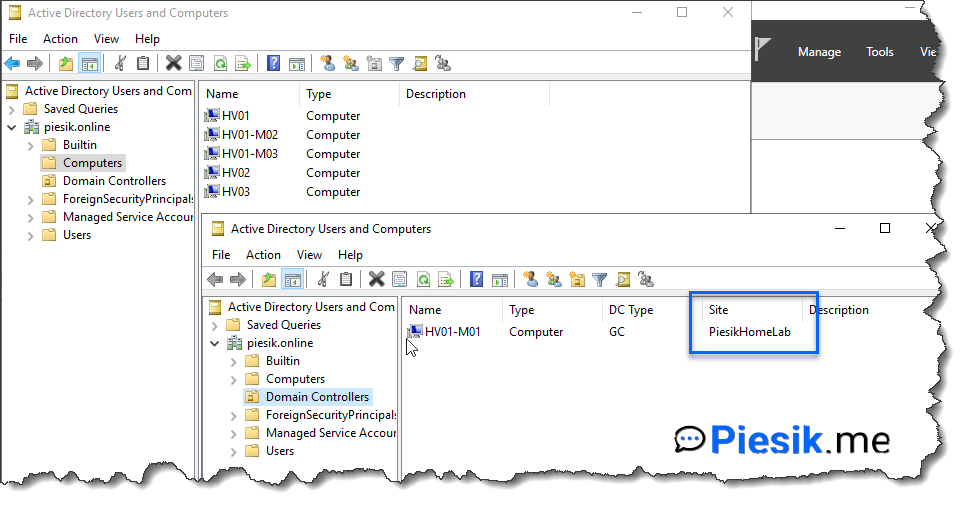 Active Directory Users and Computers
File Action View Help
Manage Tools Vie
Active Directory Users and Com
Saved Queries
piesik.online
Builtin
Computers
Domain Controllers
ForeignSecurityPrincipals
Managed Service Accour
Users
Name Type Description
HV01 Computer
HV01-M02 Computer
HV01-M03 Computer
HV02 Computer
HV03 Computer
Active Directory Users and Computers
File Action View Help
Active Directory Users and Com
Saved Queries
piesik.online
Builtin
Computers
Domain Controllers
ForeignSecurityPrincipals
Managed Service Accour
Users
Name Type DC Type Site Description
HV01-M01 Computer GC PiesikHomeLab
Piesik.me